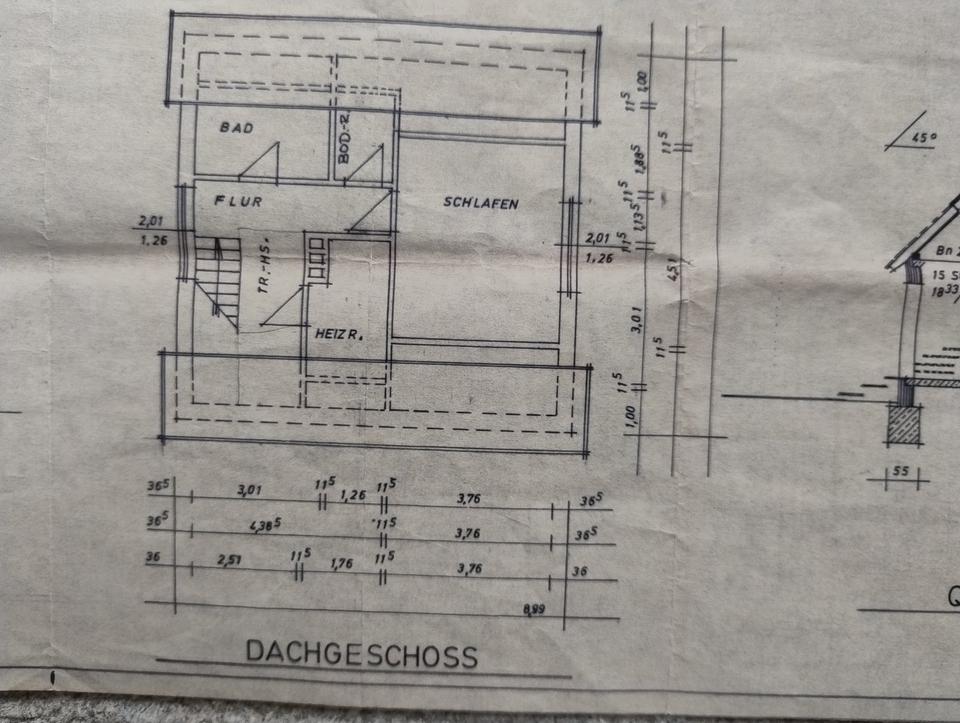 BAD
BOD.-R.
FLUR
SCHLAFEN
2,01
1,26
TR.-HS.
HEIZR.
2,01
1,26
1,00
11⁵
11⁵
1,88⁵
11⁵
1,13⁵
11⁵
4,51
3,01
11⁵
11⁵
1,00
45°
Bn 2
15 S
18³³/
55
36⁵ 3,01 11⁵ 1,26 11⁵ 3,76 36⁵
36⁵ 4,38⁵ 11⁵ 3,76 36⁵
36 2,51 11⁵ 1,76 11⁵ 3,76 36
8,99
DACHGESCHOSS
Q